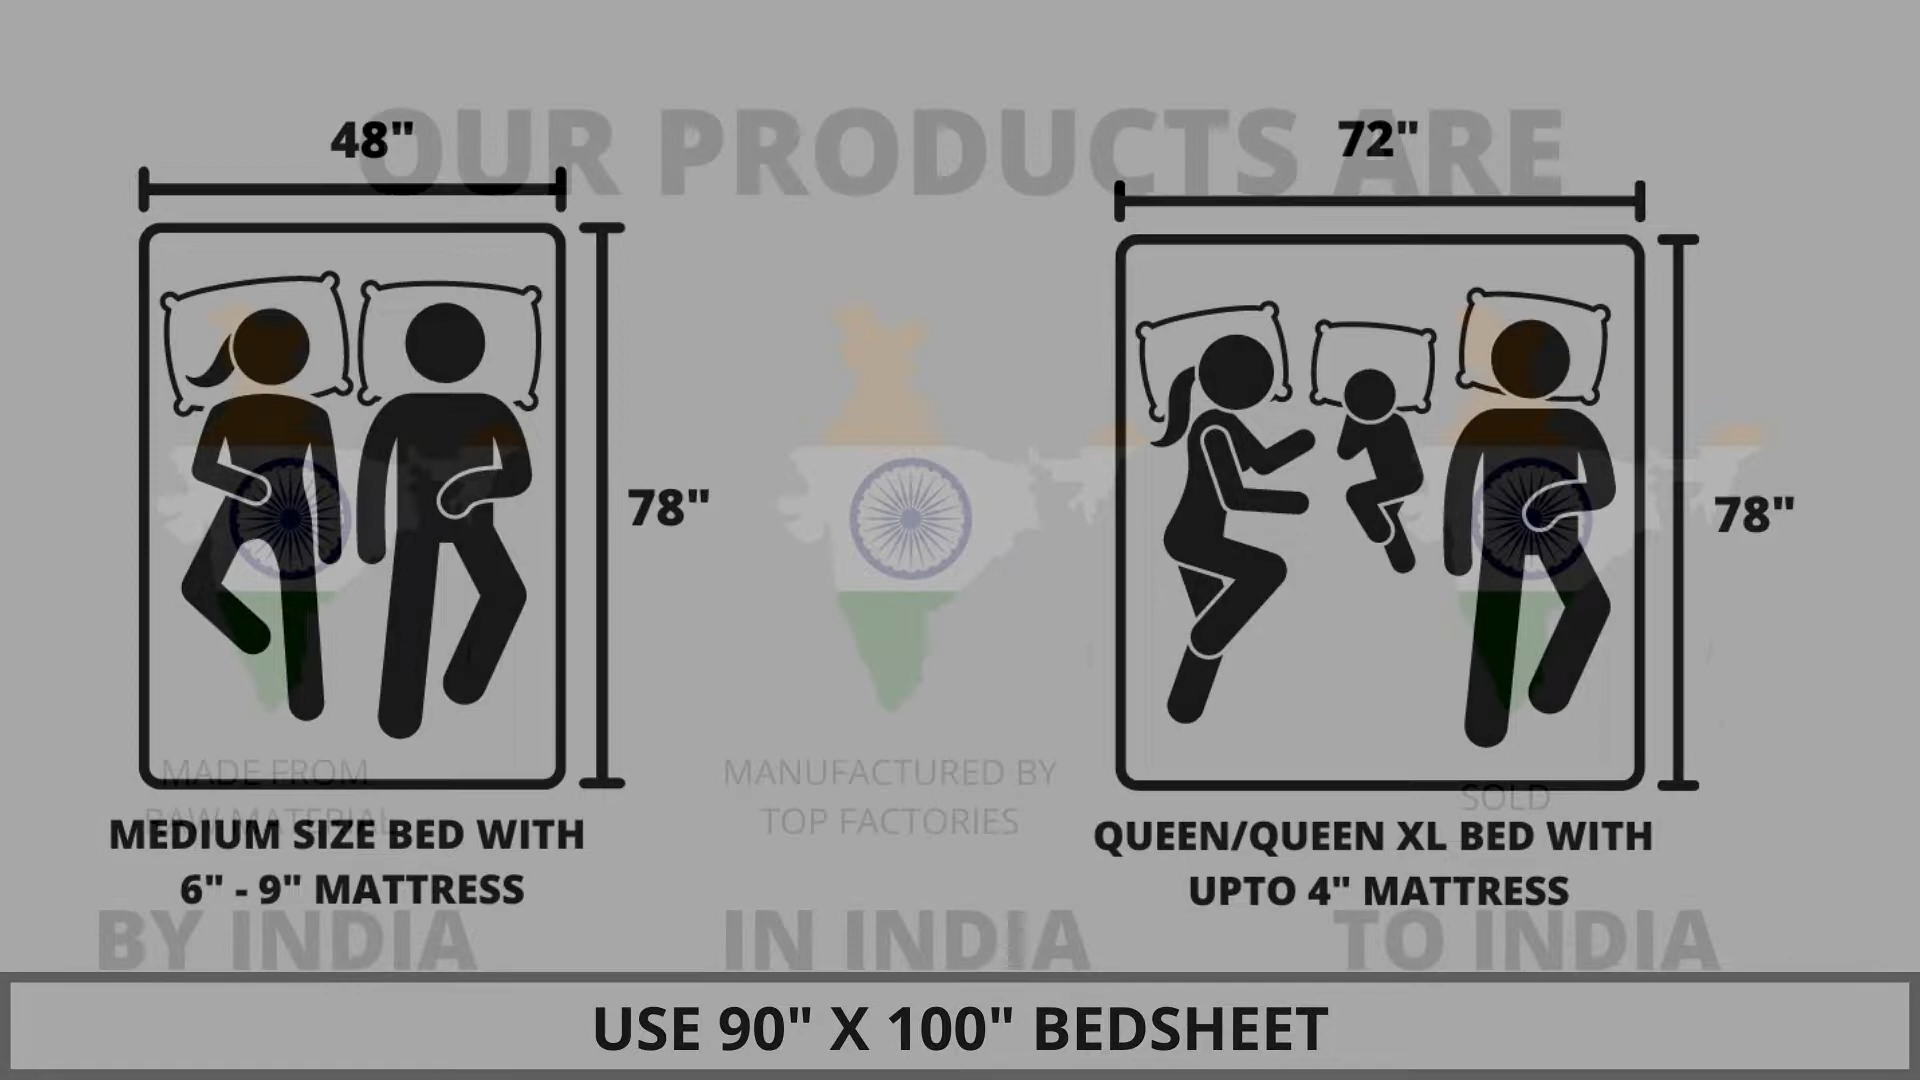 OUR PRODUCTS ARE
48"
72"
78"
78"
MADE FROM
RAW MATERIAL
MANUFACTURED BY
TOP FACTORIES
SOLD
MEDIUM SIZE BED WITH
6" - 9" MATTRESS
QUEEN/QUEEN XL BED WITH
UPTO 4" MATTRESS
BY INDIA
IN INDIA
TO INDIA
USE 90" X 100" BEDSHEET